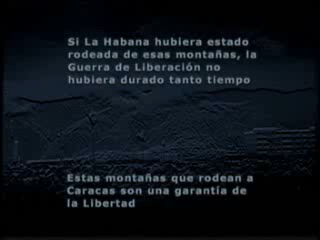 Si La Habana hubiera estado
rodeada de esas montañas, la
Guerra de Liberación no
hubiera durado tanto tiempo
Estas montañas que rodean a
Caracas son una garantía de
la Libertad